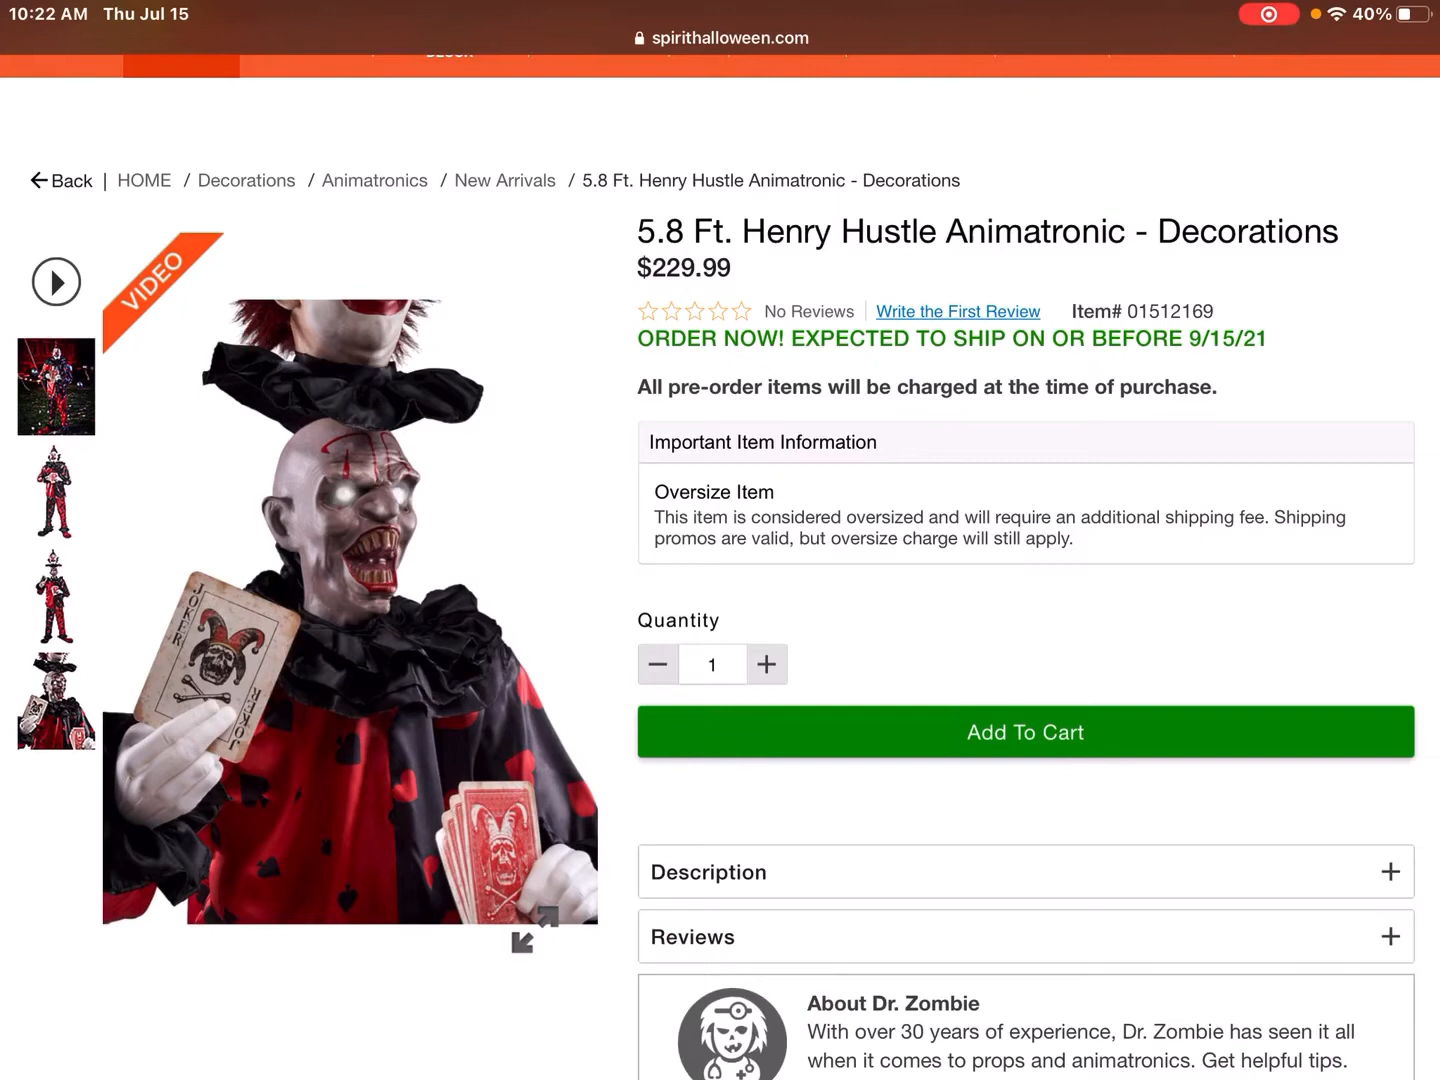 10:22 AM Thu Jul 15
40%
spirithalloween.com
Back | HOME / Decorations / Animatronics / New Arrivals / 5.8 Ft. Henry Hustle Animatronic - Decorations
VIDEO
5.8 Ft. Henry Hustle Animatronic - Decorations
$229.99
No Reviews
Write the First Review
Item# 01512169
ORDER NOW! EXPECTED TO SHIP ON OR BEFORE 9/15/21
All pre-order items will be charged at the time of purchase.
Important Item Information
Oversize Item
This item is considered oversized and will require an additional shipping fee. Shipping
promos are valid, but oversize charge will still apply.
JOKER
JOKER
Quantity
1
Add To Cart
Description
Reviews
About Dr. Zombie
With over 30 years of experience, Dr. Zombie has seen it all
when it comes to props and animatronics. Get helpful tips.